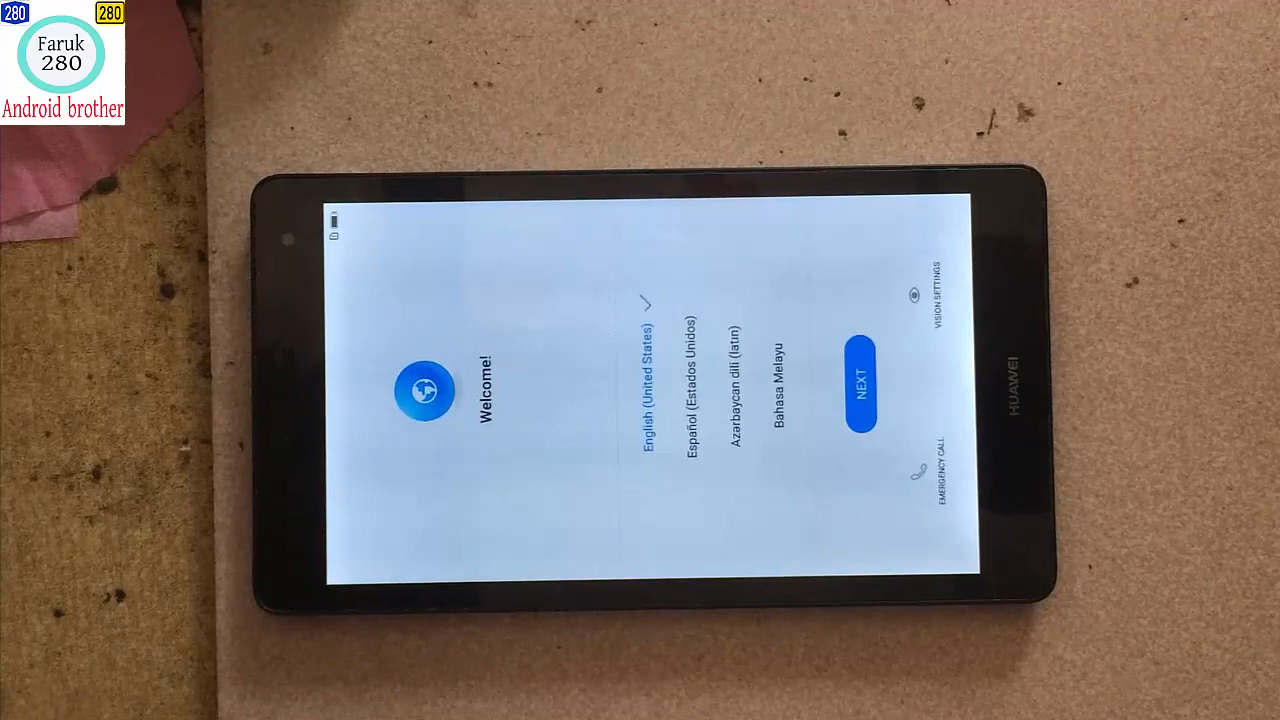 280
280
Faruk
280
Android brother
Welcome!
English (United States)
Español (Estados Unidos)
Azərbaycan dili (latın)
Bahasa Melayu
NEXT
EMERGENCY CALL
VISION SETTINGS
HUAWEI